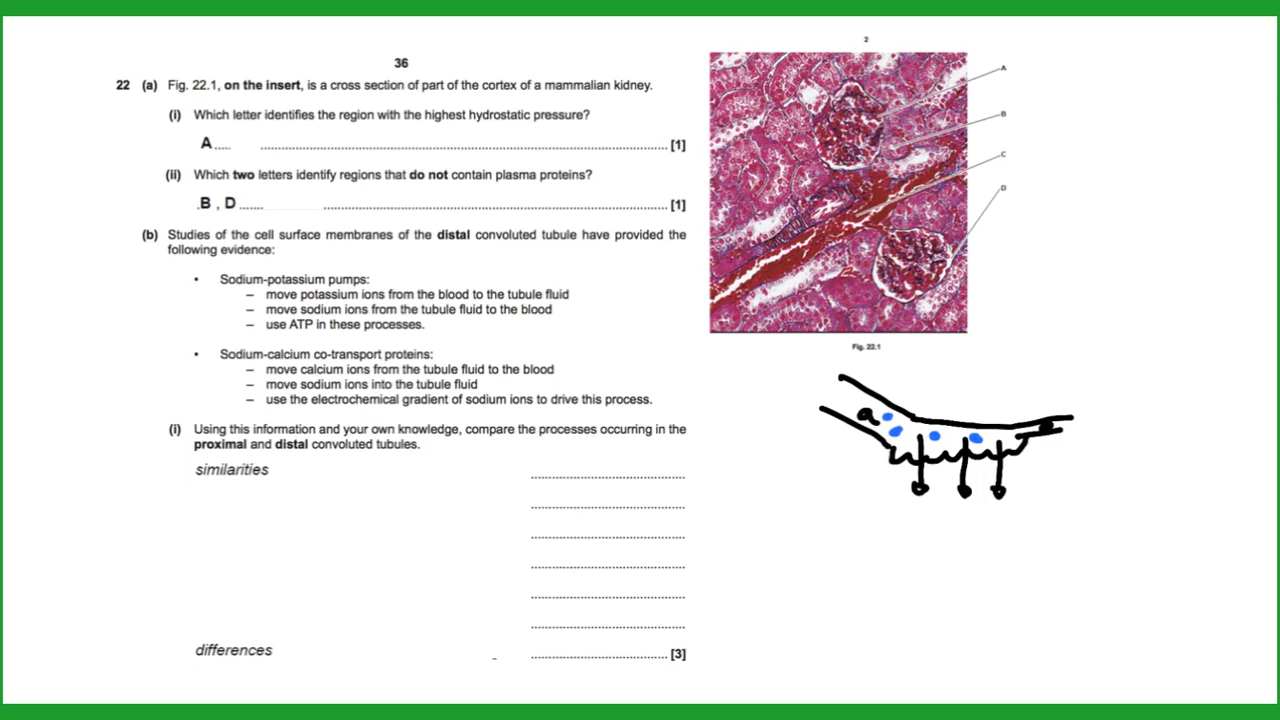 36
22 (a) Fig. 22.1, on the insert, is a cross section of part of the cortex of a mammalian kidney.
(i) Which letter identifies the region with the highest hydrostatic pressure?
A..... ........................................ [1]
(ii) Which two letters identify regions that do not contain plasma proteins?
.B , D ....... ........................................ [1]
(b) Studies of the cell surface membranes of the distal convoluted tubule have provided the
following evidence:
• Sodium-potassium pumps:
– move potassium ions from the blood to the tubule fluid
– move sodium ions from the tubule fluid to the blood
– use ATP in these processes.
• Sodium-calcium co-transport proteins:
– move calcium ions from the tubule fluid to the blood
– move sodium ions into the tubule fluid
– use the electrochemical gradient of sodium ions to drive this process.
(i) Using this information and your own knowledge, compare the processes occurring in the
proximal and distal convoluted tubules.
similarities
differences
[3]
2
A
B
C
D
Fig. 22.1